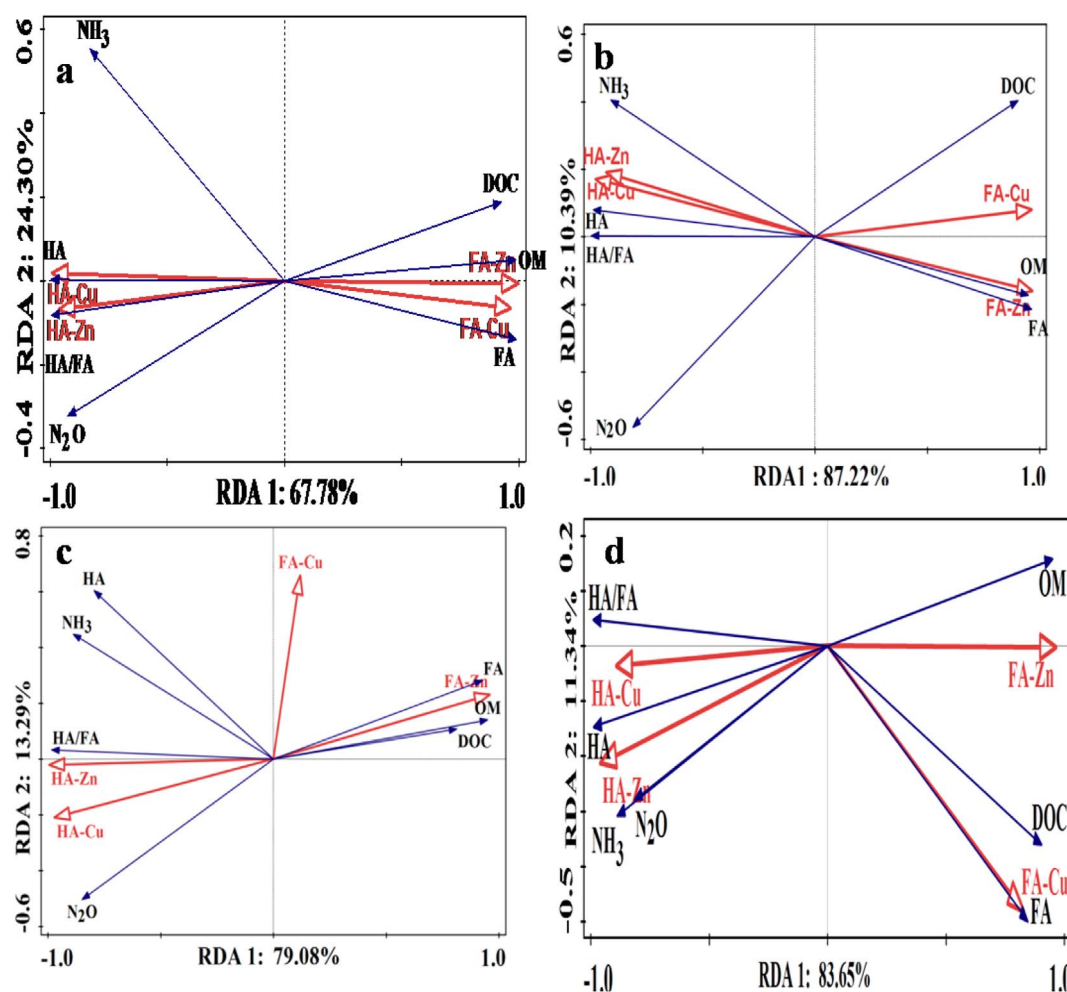 a
0.6
RDA 2: 24.30%
-0.4
NH3
DOC
OM
HA
FA-Zn
HA-Cu
HA-Zn
FA-Cu
FA
HA/FA
N2O
-1.0
RDA 1: 67.78%
1.0
b
0.6
RDA 2: 10.39%
-0.6
NH3
DOC
HA-Zn
HA-Cu
FA-Cu
HA
HA/FA
OM
FA-Zn
FA
N2O
-1.0
RDA1 : 87.22%
1.0
c
0.8
RDA 2: 13.29%
-0.6
FA-Cu
HA
NH3
FA
FA-Zn
OM
HA/FA
DOC
HA-Zn
HA-Cu
N2O
-1.0
RDA 1: 79.08%
1.0
d
0.2
RDA 2: 11.34%
-0.5
OM
HA/FA
FA-Zn
HA-Cu
HA
HA-Zn
N2O
NH3
DOC
FA-Cu
FA
-1.0
RDA 1: 83.65%
1.0